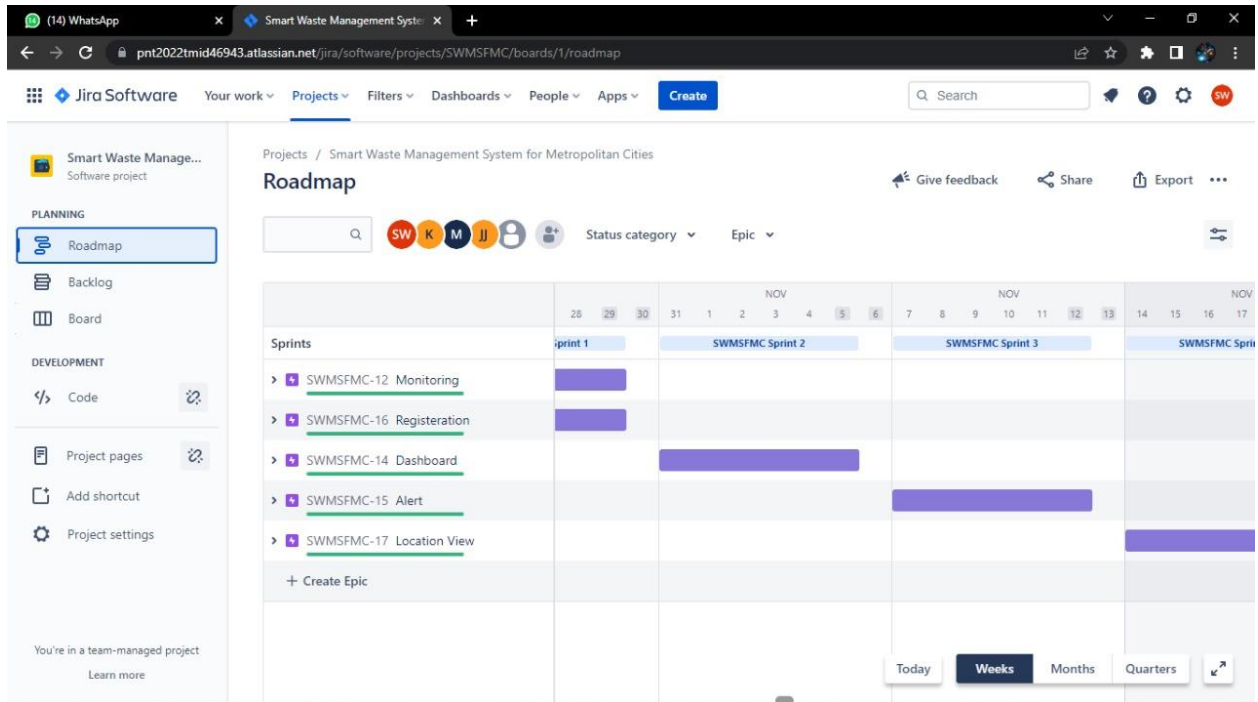 (14) WhatsApp
Smart Waste Management Syste
pnt2022tmid46943.atlassian.net/jira/software/projects/SWMSFMC/boards/1/roadmap
Jira Software Your work Projects Filters Dashboards People Apps Create Search SW
Smart Waste Manage...
Software project
PLANNING
Roadmap
Backlog
Board
DEVELOPMENT
Code
Project pages
Add shortcut
Project settings
You're in a team-managed project
Learn more
Projects / Smart Waste Management System for Metropolitan Cities
Roadmap
Give feedback Share Export
SW K M JJ Status category Epic
NOV NOV NOV
28 29 30 31 1 2 3 4 5 6 7 8 9 10 11 12 13 14 15 16 17
Sprints
print 1 SWMSFMC Sprint 2 SWMSFMC Sprint 3 SWMSFMC Sprin
SWMSFMC-12 Monitoring
SWMSFMC-16 Registeration
SWMSFMC-14 Dashboard
SWMSFMC-15 Alert
SWMSFMC-17 Location View
+ Create Epic
Today Weeks Months Quarters